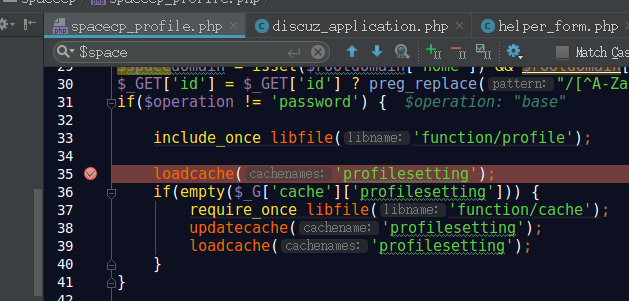 spacecp_profile.php
spacecp_profile.php discuz_application.php helper_form.php
$space Match Case
29 $spacedomain = isset($rootdomain['home']) && $rootdomain[
30 $_GET['id'] = $_GET['id'] ? preg_replace( pattern: "/[^A-Za
31 if($operation != 'password') { $operation: "base"
32
33 include_once libfile( libname: 'function/profile');
34
35 loadcache( cachenames: 'profilesetting');
36 if(empty($_G['cache']['profilesetting'])) {
37 require_once libfile( libname: 'function/cache');
38 updatecache( cachename: 'profilesetting');
39 loadcache( cachenames: 'profilesetting');
40 }
41 }
42